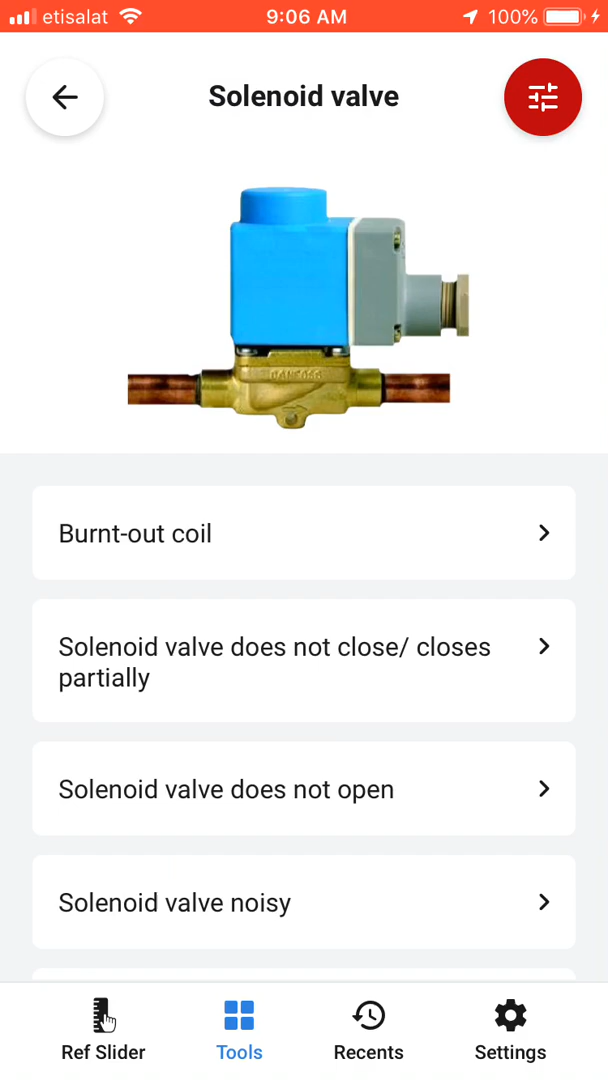 etisalat
9:06 AM
100%
Solenoid valve
DANFOSS
Burnt-out coil
Solenoid valve does not close/ closes
partially
Solenoid valve does not open
Solenoid valve noisy
Ref Slider
Tools
Recents
Settings